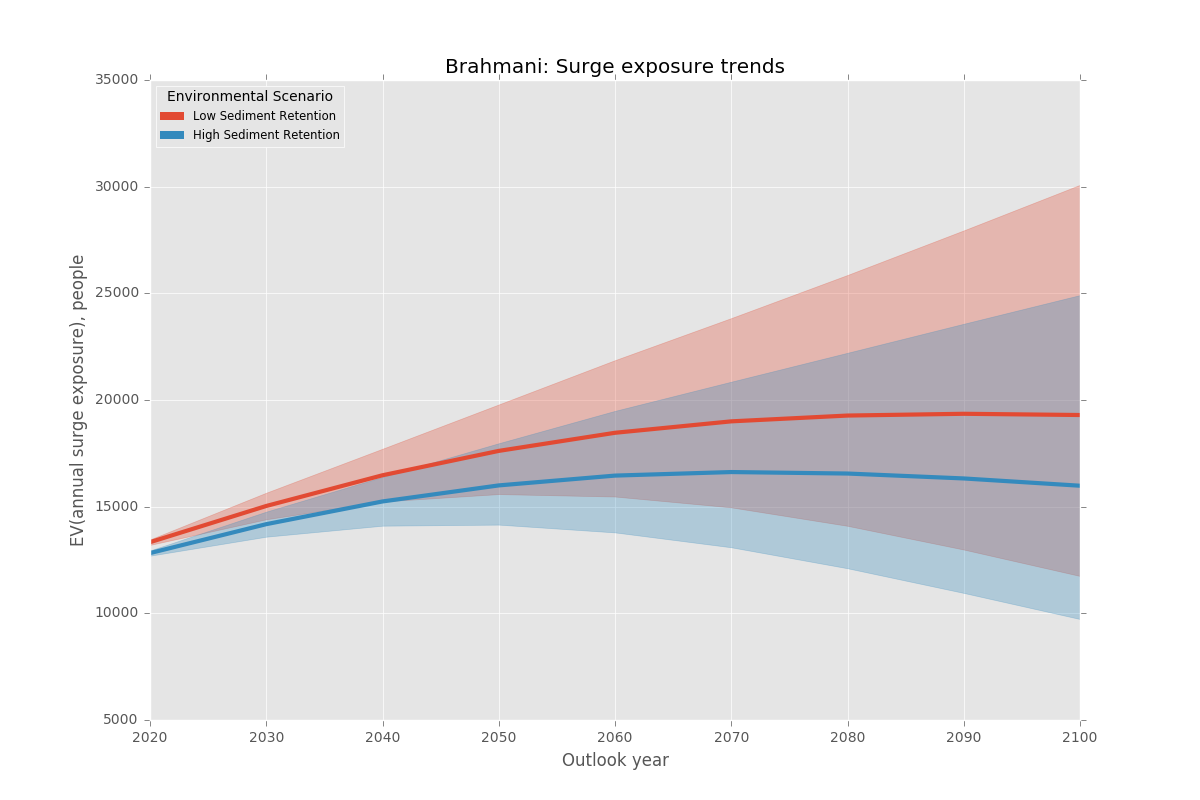 Brahmani: Surge exposure trends
Environmental Scenario
Low Sediment Retention
High Sediment Retention
EV(annual surge exposure), people
35000
30000
25000
20000
15000
10000
5000
2020 2030 2040 2050 2060 2070 2080 2090 2100
Outlook year